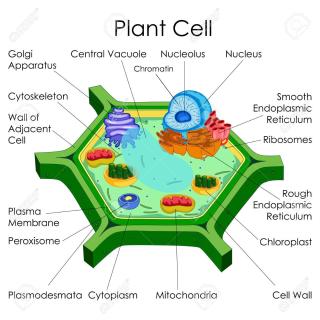 Plant Cell
Golgi
Apparatus
Central Vacuole
Nucleolus
Nucleus
Chromatin
Cytoskeleton
Wall of
Adjacent
Cell
Smooth
Endoplasmic
Reticulum
Ribosomes
Rough
Endoplasmic
Reticulum
Plasma
Membrane
Peroxisome
Chloroplast
Plasmodesmata
Cytoplasm
Mitochondria
Cell Wall